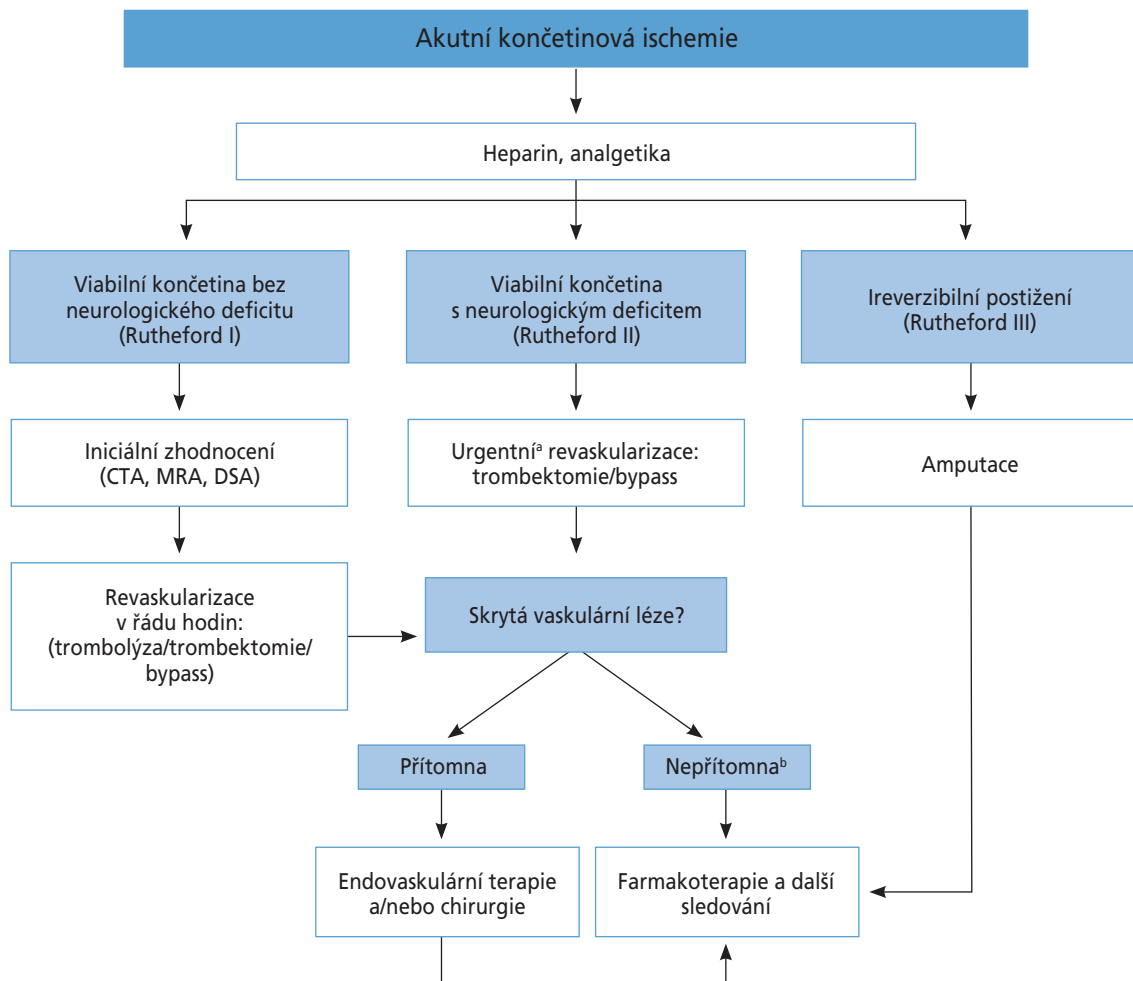 Akutní končetinová ischemie
Heparin, analgetika
Viabilní končetina bez
neurologického deficitu
(Rutheford I)
Viabilní končetina
s neurologickým deficitem
(Rutheford II)
Ireverzibilní postižení
(Rutheford III)
Iniciální zhodnocení
(CTA, MRA, DSA)
Urgentníᵃ revaskularizace:
trombektomie/bypass
Amputace
Revaskularizace
v řádu hodin:
(trombolýza/trombektomie/
bypass)
Skrytá vaskulární léze?
Přítomna
Nepřítomnaᵇ
Endovaskulární terapie
a/nebo chirurgie
Farmakoterapie a další
sledování